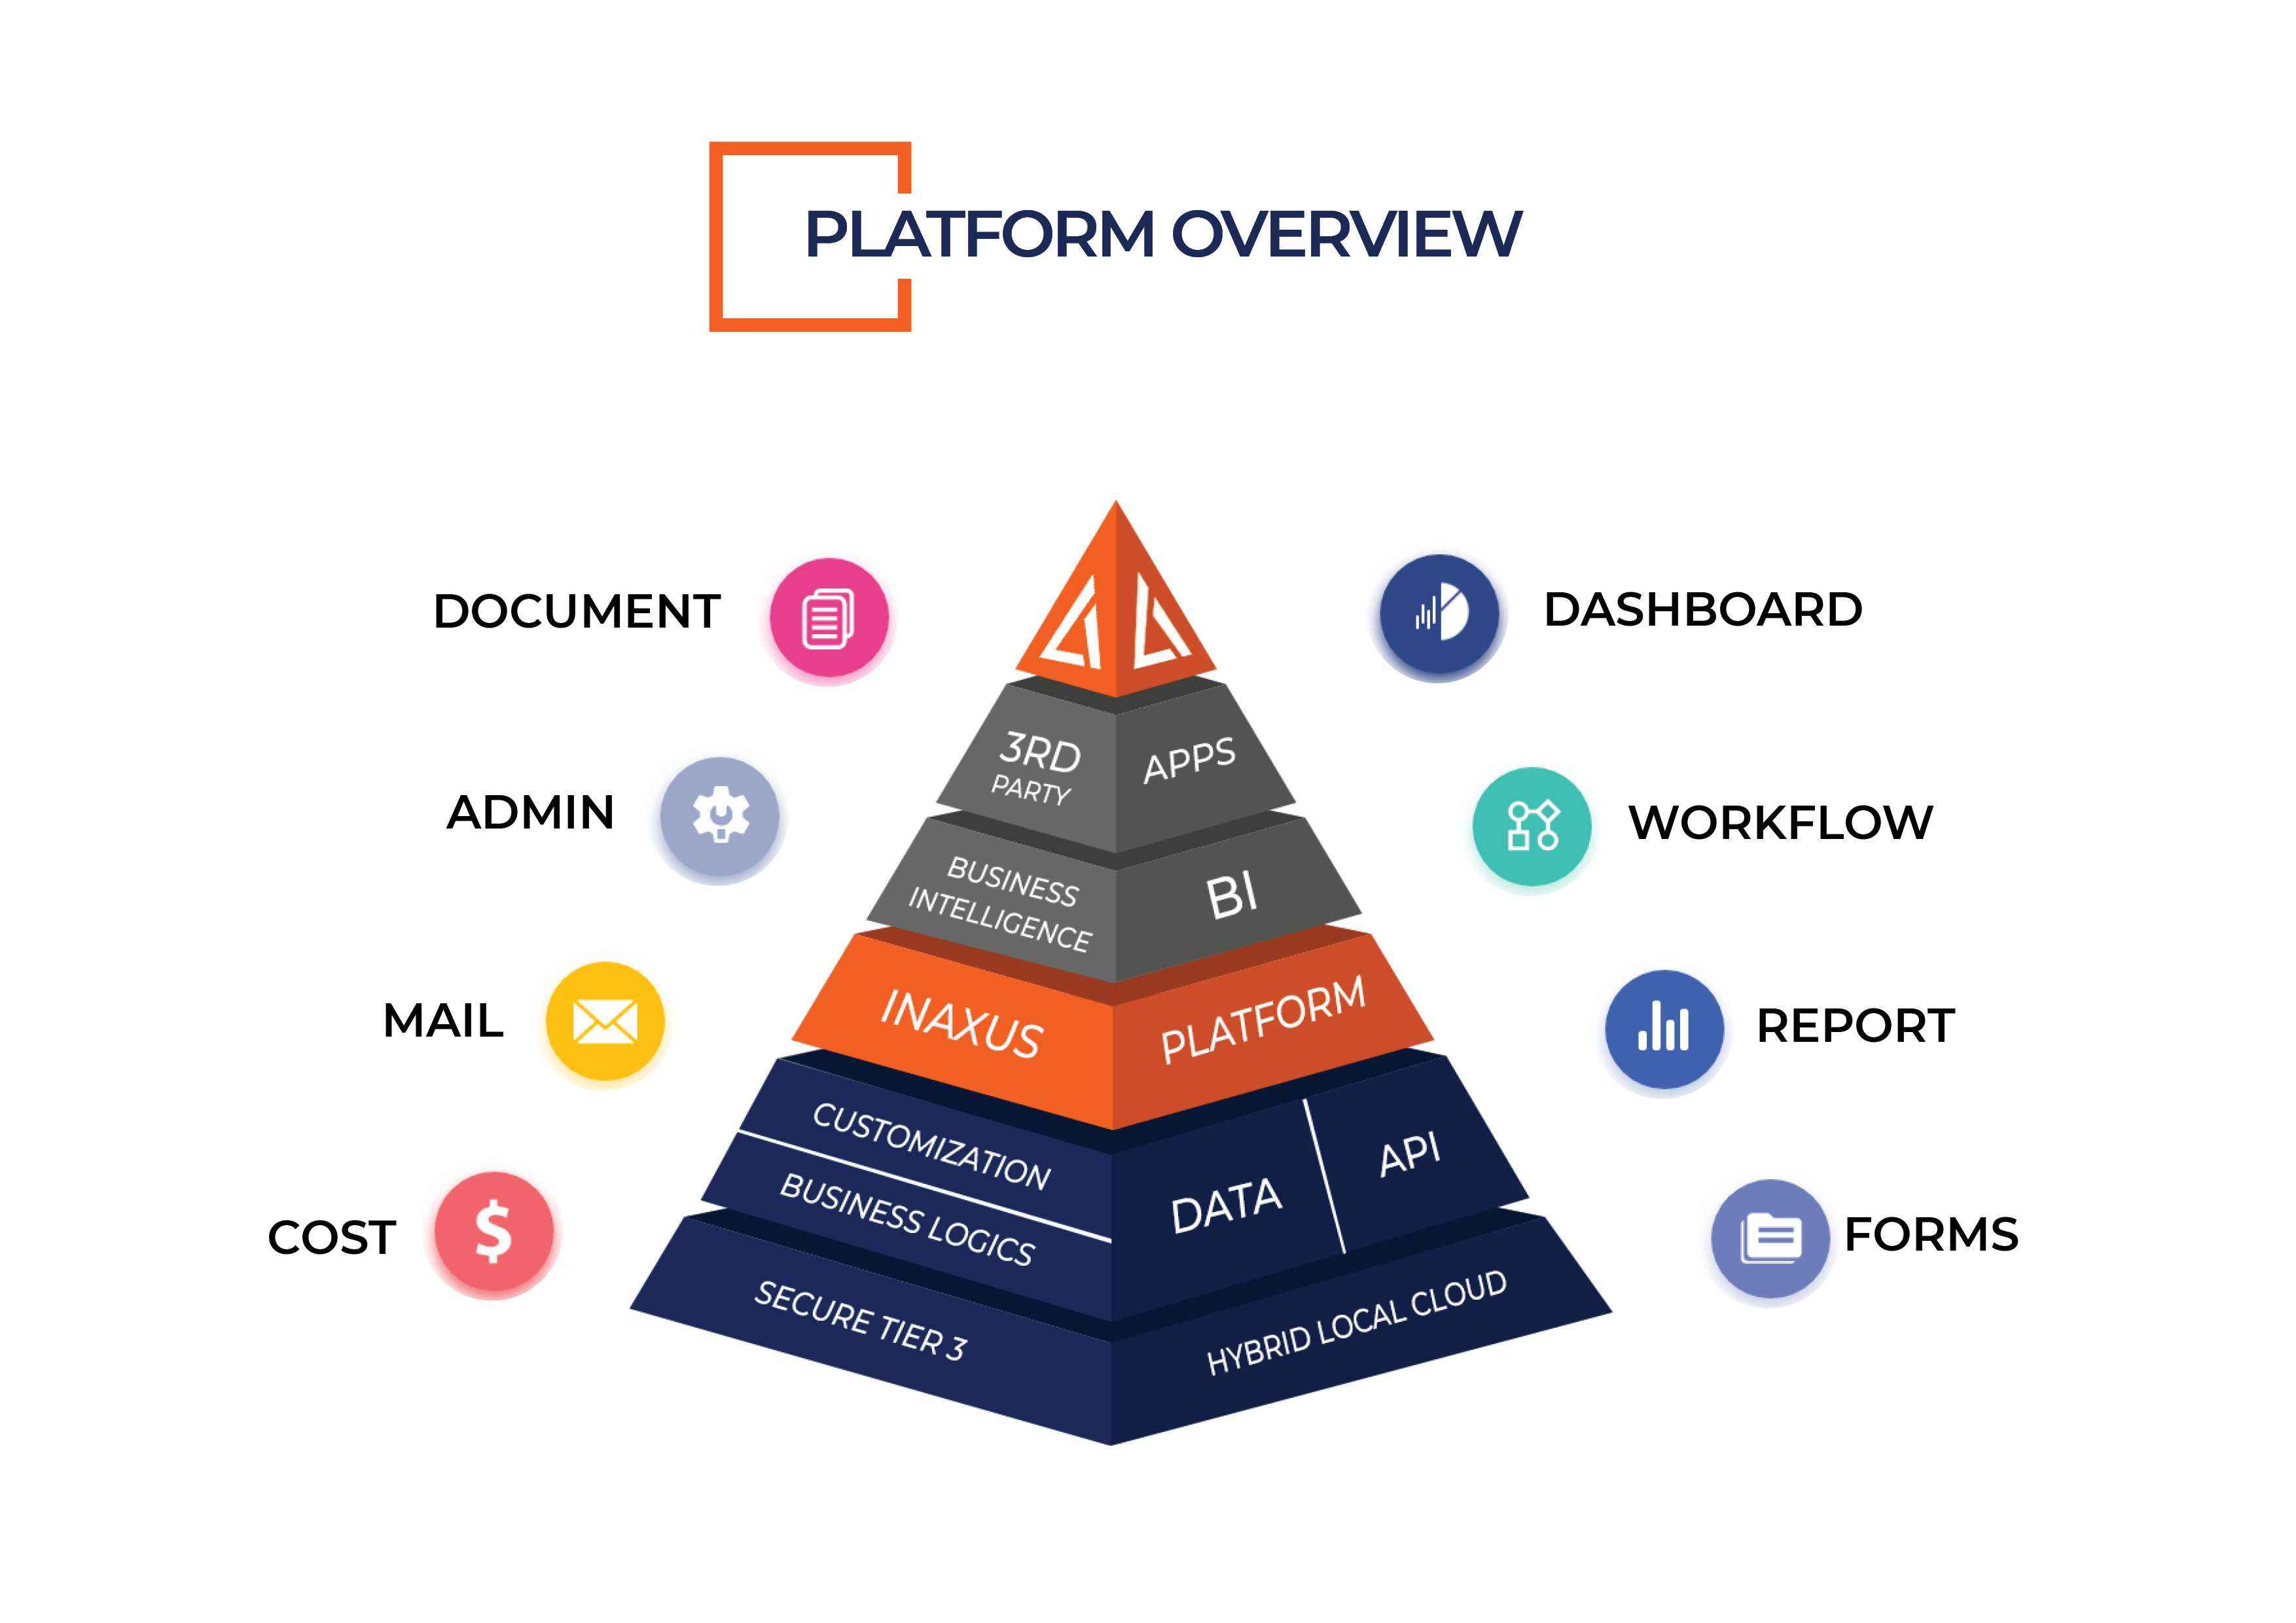 PLATFORM OVERVIEW
DOCUMENT
DASHBOARD
3RD
PARTY
APPS
ADMIN
WORKFLOW
BUSINESS
INTELLIGENCE
BI
MAIL
INAXUS
PLATFORM
REPORT
CUSTOMIZATION
BUSINESS LOGICS
DATA
API
COST
FORMS
SECURE TIER 3
HYBRID LOCAL CLOUD